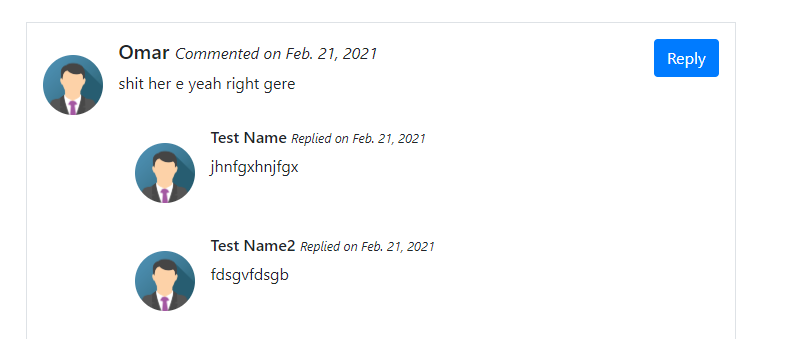 Omar Commented on Feb. 21, 2021
Reply
shit her e yeah right gere
Test Name Replied on Feb. 21, 2021
jhnfgxhnjfgx
Test Name2 Replied on Feb. 21, 2021
fdsgvfdsgb